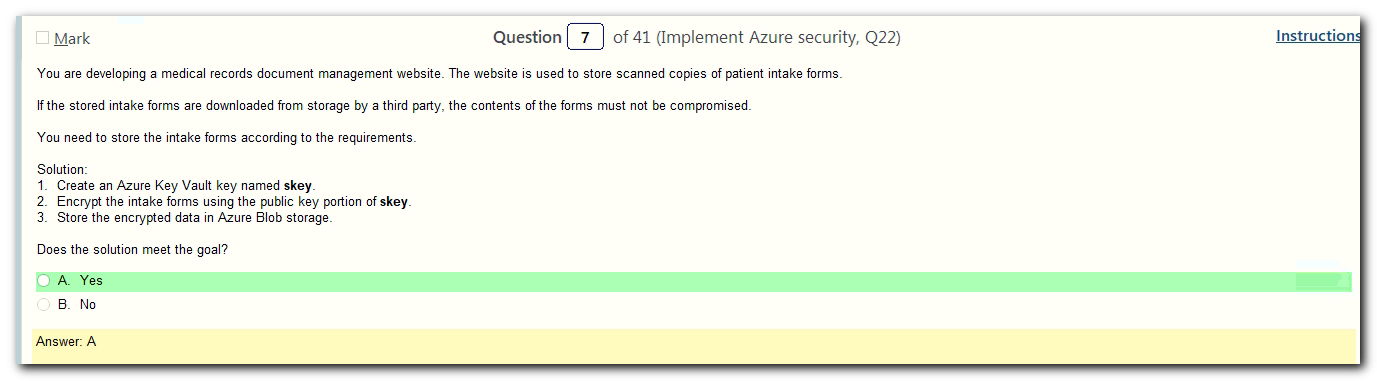 Mark Question 7 of 41 (Implement Azure security, Q22) Instructions
You are developing a medical records document management website. The website is used to store scanned copies of patient intake forms.
If the stored intake forms are downloaded from storage by a third party, the contents of the forms must not be compromised.
You need to store the intake forms according to the requirements.
Solution:
1. Create an Azure Key Vault key named skey.
2. Encrypt the intake forms using the public key portion of skey.
3. Store the encrypted data in Azure Blob storage.
Does the solution meet the goal?
A. Yes
B. No
Answer: A